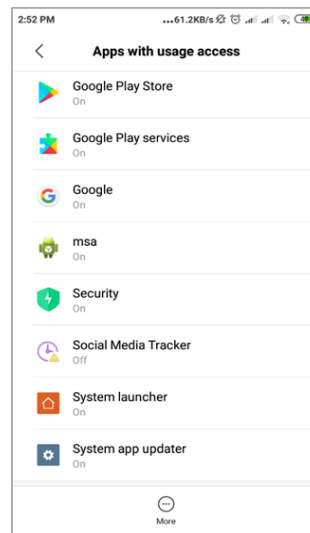 2:52 PM ...61.2KB/s 49
Apps with usage access
Google Play Store
On
Google Play services
On
Google
On
msa
On
Security
On
Social Media Tracker
Off
System launcher
On
System app updater
On
More